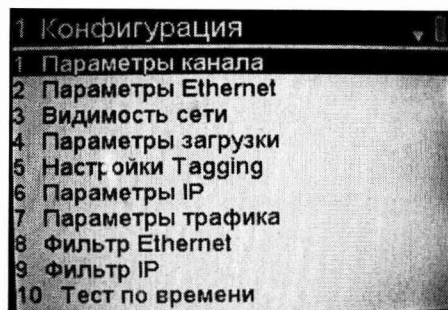 1 Конфигурация
1 Параметры канала
2 Параметры Ethernet
3 Видимость сети
4 Параметры загрузки
5 Настройки Tagging
6 Параметры IP
7 Параметры трафика
8 Фильтр Ethernet
9 Фильтр IP
10 Тест по времени